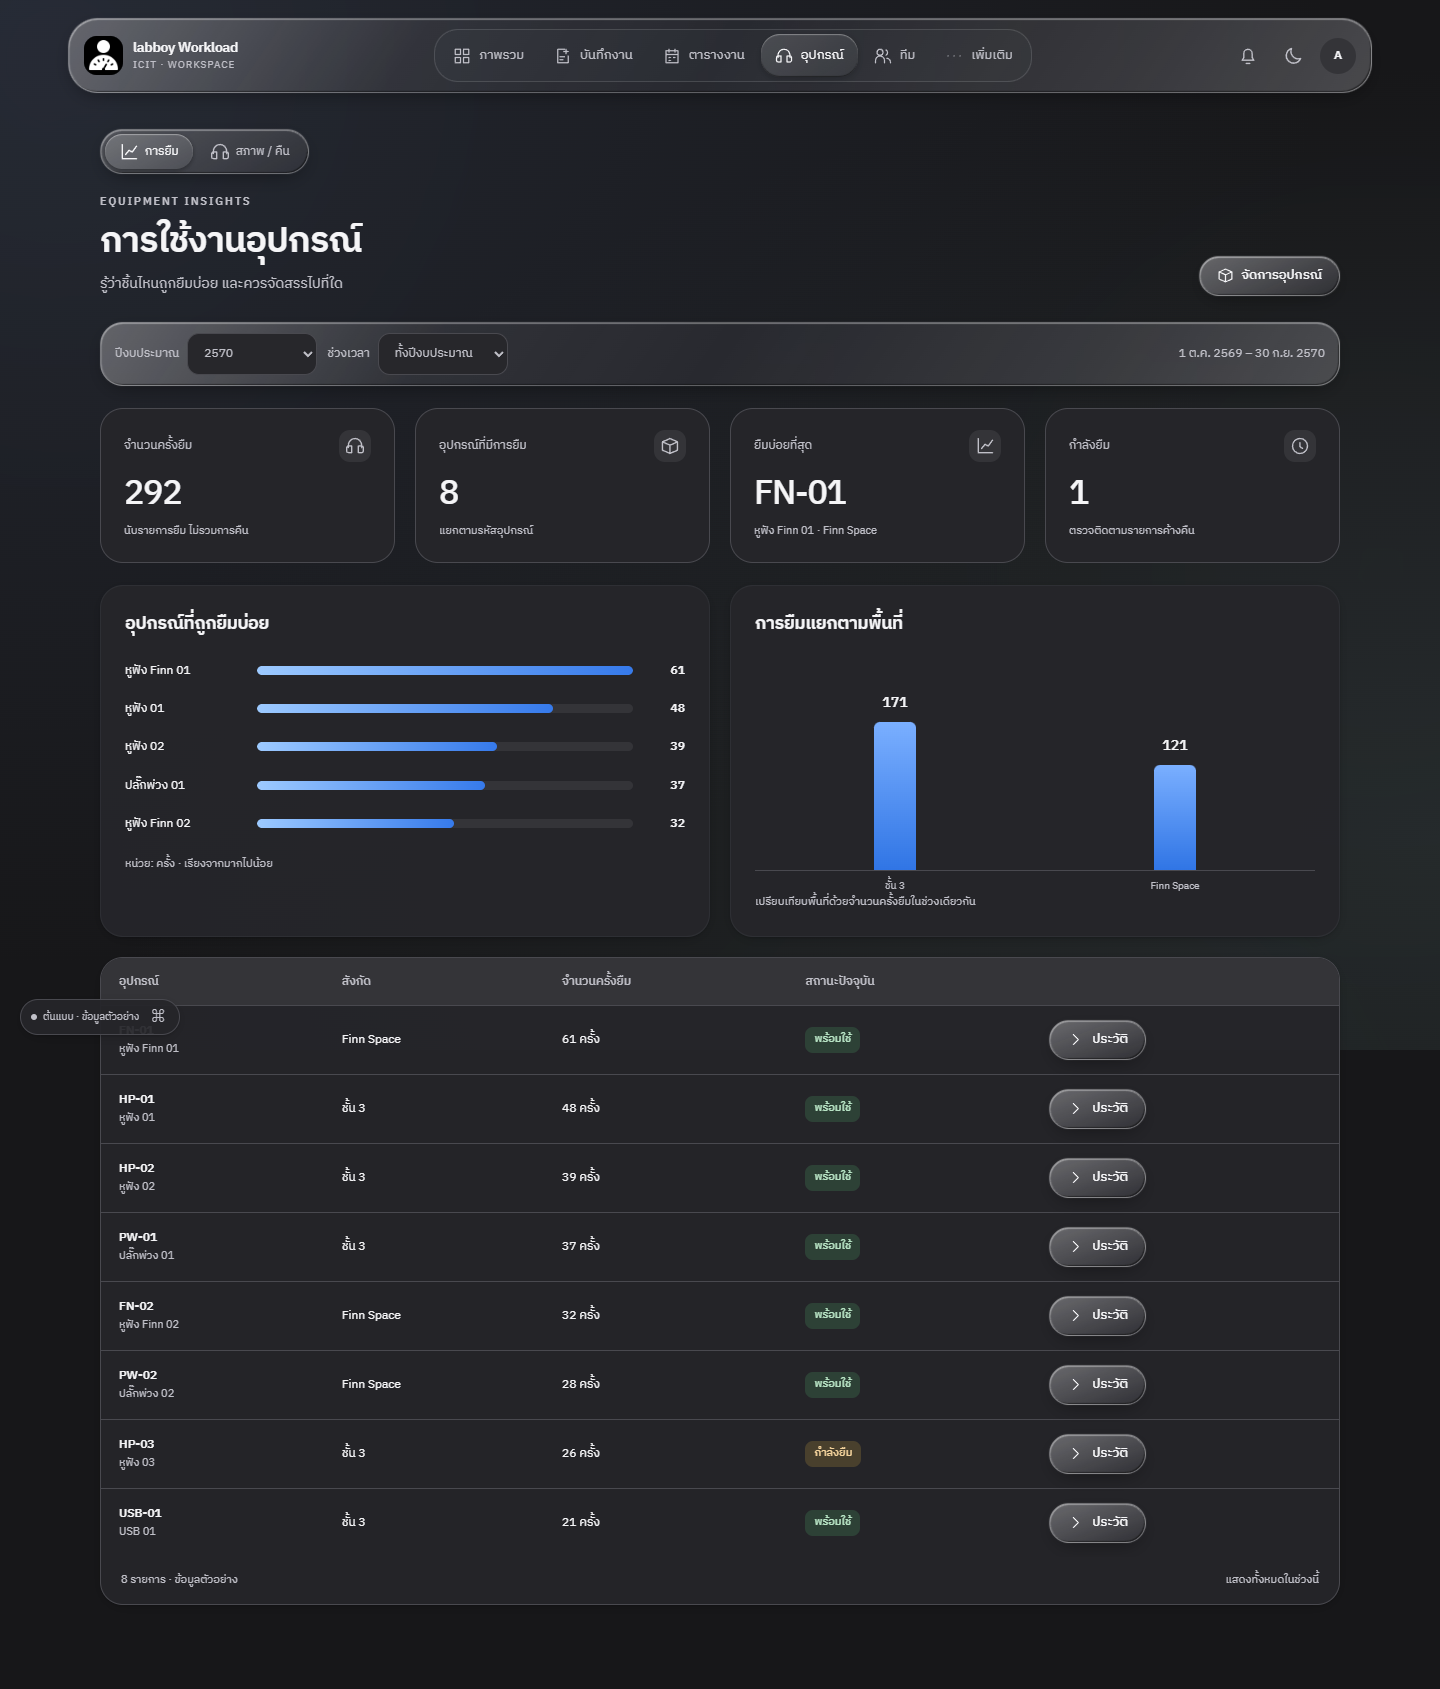 labboy Workload
ICIT · WORKSPACE
ภาพรวม
บันทึกงาน
ตารางงาน
อุปกรณ์
ทีม
เพิ่มเติม
A
การยืม
สภาพ / คืน
EQUIPMENT INSIGHTS
การใช้งานอุปกรณ์
รู้ว่าชิ้นไหนถูกยืมบ่อย และควรจัดสรรไปที่ใด
จัดการอุปกรณ์
ปีงบประมาณ
2570
ช่วงเวลา
ทั้งปีงบประมาณ
1 ต.ค. 2569 – 30 ก.ย. 2570
จำนวนครั้งยืม
292
นับรายการยืม ไม่รวมการคืน
อุปกรณ์ที่มีการยืม
8
แยกตามรหัสอุปกรณ์
ยืมบ่อยที่สุด
FN-01
หูฟัง Finn 01 · Finn Space
กำลังยืม
1
ตรวจติดตามรายการค้างคืน
อุปกรณ์ที่ถูกยืมบ่อย
หูฟัง Finn 01 61
หูฟัง 01 48
หูฟัง 02 39
ปลั๊กพ่วง 01 37
หูฟัง Finn 02 32
หน่วย: ครั้ง · เรียงจากมากไปน้อย
การยืมแยกตามพื้นที่
171
121
ชั้น 3
Finn Space
เปรียบเทียบพื้นที่ด้วยจำนวนครั้งยืมในช่วงเดียวกัน
อุปกรณ์ สังกัด จำนวนครั้งยืม สถานะปัจจุบัน
ต้นแบบ · ข้อมูลตัวอย่าง ⌘
FN-01
หูฟัง Finn 01
Finn Space
61 ครั้ง
พร้อมใช้
ประวัติ
HP-01
หูฟัง 01
ชั้น 3
48 ครั้ง
พร้อมใช้
ประวัติ
HP-02
หูฟัง 02
ชั้น 3
39 ครั้ง
พร้อมใช้
ประวัติ
PW-01
ปลั๊กพ่วง 01
ชั้น 3
37 ครั้ง
พร้อมใช้
ประวัติ
FN-02
หูฟัง Finn 02
Finn Space
32 ครั้ง
พร้อมใช้
ประวัติ
PW-02
ปลั๊กพ่วง 02
Finn Space
28 ครั้ง
พร้อมใช้
ประวัติ
HP-03
หูฟัง 03
ชั้น 3
26 ครั้ง
กำลังยืม
ประวัติ
USB-01
USB 01
ชั้น 3
21 ครั้ง
พร้อมใช้
ประวัติ
8 รายการ · ข้อมูลตัวอย่าง
แสดงทั้งหมดในช่วงนี้